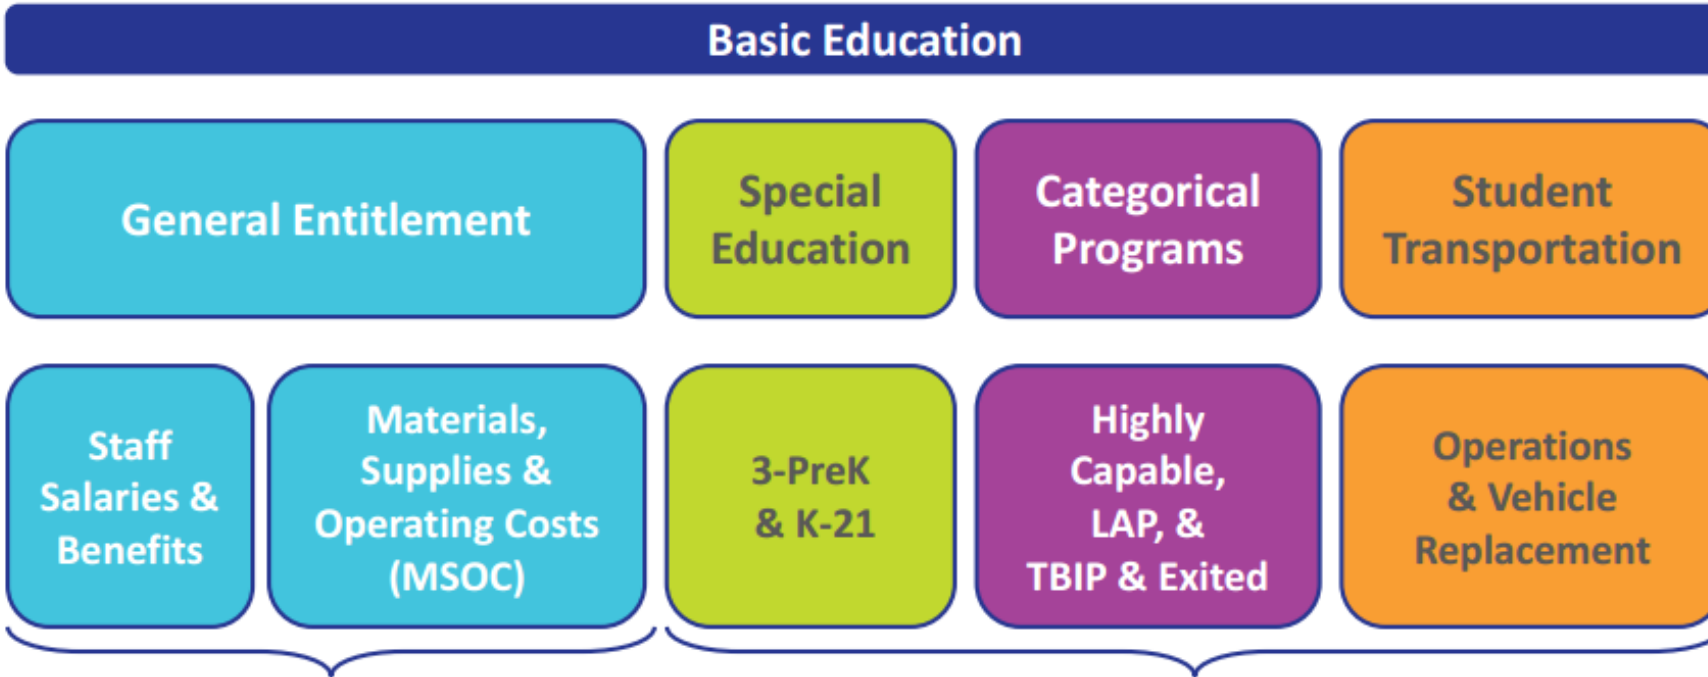 Basic Education
General Entitlement
Special
Education
Categorical
Programs
Student
Transportation
Staff
Salaries &
Benefits
Materials,
Supplies &
Operating Costs
(MSOC)
3-PreK
& K-21
Highly
Capable,
LAP, &
TBIP & Exited
Operations
& Vehicle
Replacement